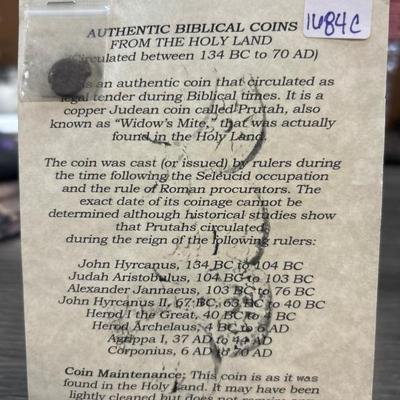 AUTHENTIC BIBLICAL COINS
1684C
FROM THE HOLY LAND
(Circulated between 134 BC to 70 AD)
is an authentic coin that circulated as
legal tender during Biblical times. It is a
copper Judean coin called Prutah, also
known as "Widow's Mite," that was actually
found in the Holy Land.
The coin was cast (or issued) by rulers during
the time following the Seleucid occupation
and the rule of Roman procurators. The
exact date of its coinage cannot be
determined although historical studies show
that Prutahs circulated
during the reign of the following rulers:
John Hyrcanus, 134 BC to 104 BC
Judah Aristobulus, 104 BC to 103 BC
Alexander Jannaeus, 103 BC to 76 BC
John Hyrcanus II, 67 BC, 63 BC to 40 BC
Herod I the Great, 40 BC to 4 BC
Herod Archelaus, 4 BC to 6 AD
Agrippa I, 37 AD to 44 AD
Corponius, 6 AD to 70 AD
Coin Maintenance: This coin is as it was
found in the Holy Land. It may have been
lightly cleaned but does not require